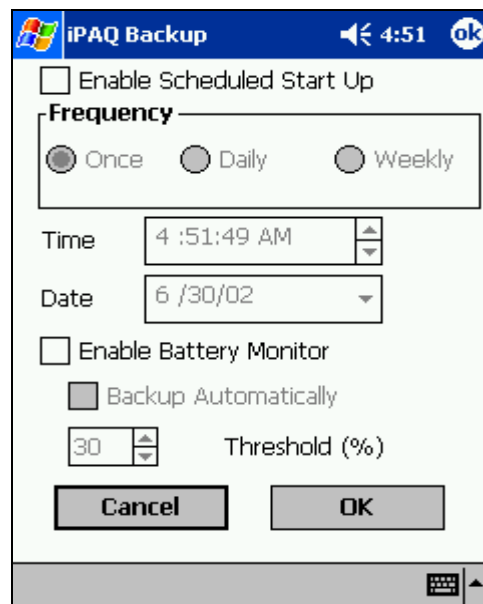 iPAQ Backup 4:51 ok
Enable Scheduled Start Up
Frequency
Once Daily Weekly
Time 4 :51:49 AM
Date 6 /30/02
Enable Battery Monitor
Backup Automatically
30 Threshold (%)
Cancel OK